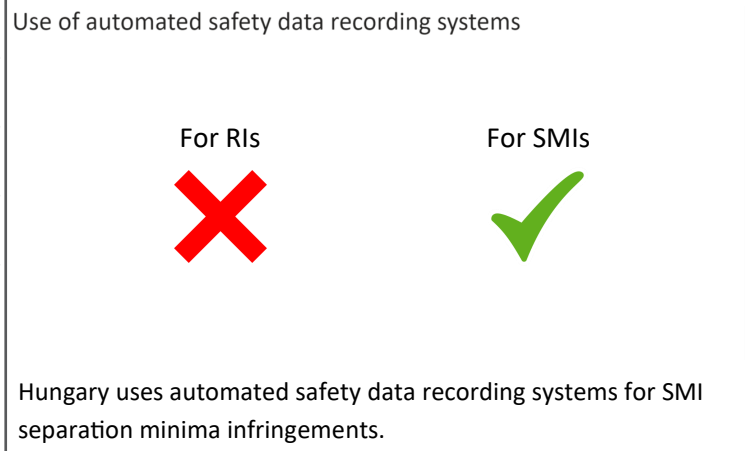 Use of automated safety data recording systems
For RIs For SMIs
Hungary uses automated safety data recording systems for SMI
separation minima infringements.